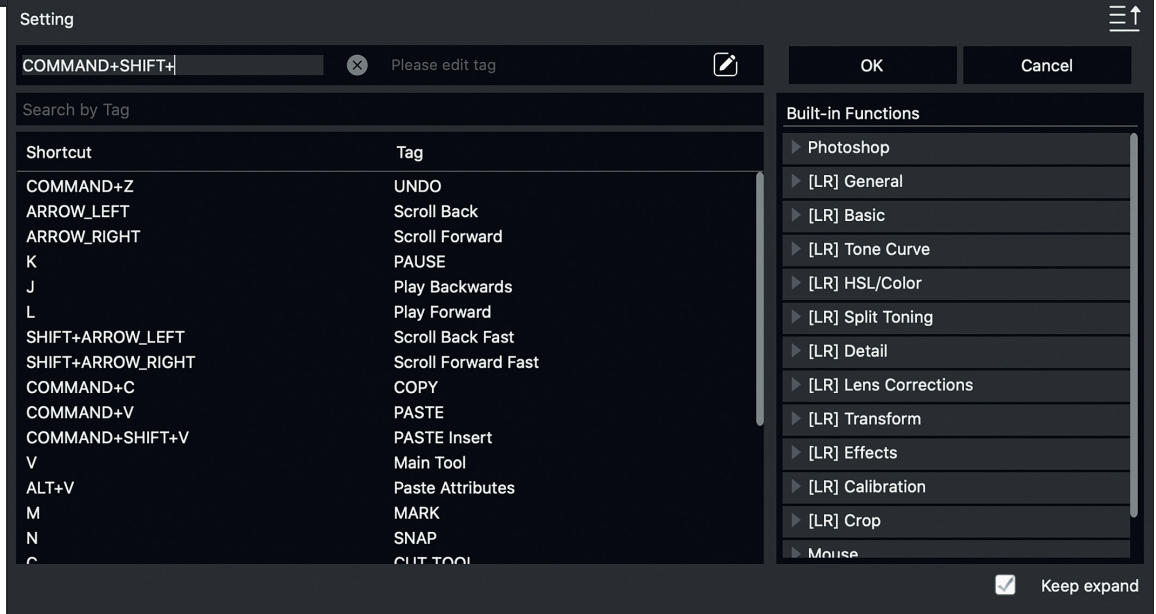 Setting
COMMAND+SHIFT+
Please edit tag
OK
Cancel
Search by Tag
Shortcut Tag
COMMAND+Z UNDO
ARROW_LEFT Scroll Back
ARROW_RIGHT Scroll Forward
K PAUSE
J Play Backwards
L Play Forward
SHIFT+ARROW_LEFT Scroll Back Fast
SHIFT+ARROW_RIGHT Scroll Forward Fast
COMMAND+C COPY
COMMAND+V PASTE
COMMAND+SHIFT+V PASTE Insert
V Main Tool
ALT+V Paste Attributes
M MARK
N SNAP
C CUT TOOL
Built-in Functions
Photoshop
[LR] General
[LR] Basic
[LR] Tone Curve
[LR] HSL/Color
[LR] Split Toning
[LR] Detail
[LR] Lens Corrections
[LR] Transform
[LR] Effects
[LR] Calibration
[LR] Crop
Mouse
Keep expand